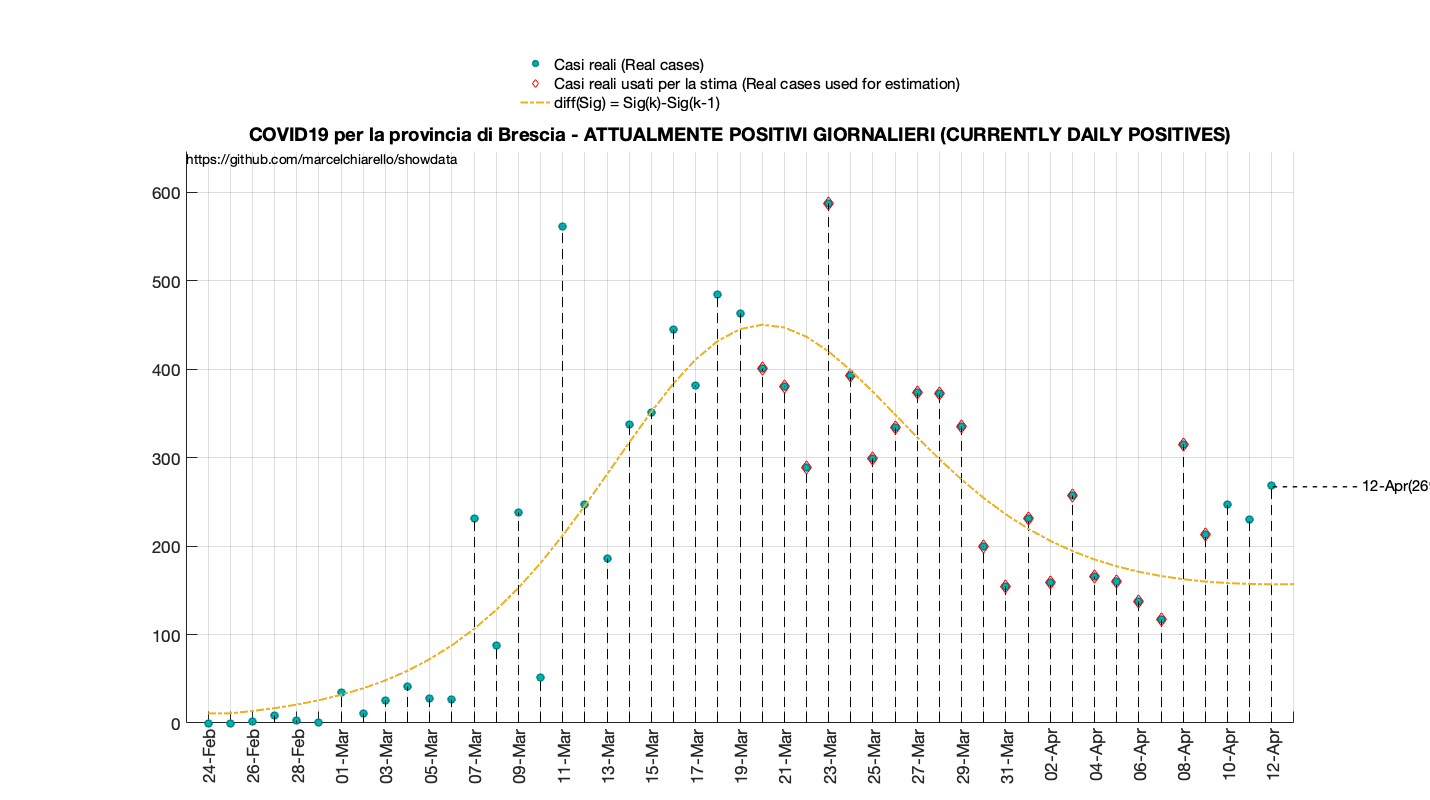 Casi reali (Real cases)
Casi reali usati per la stima (Real cases used for estimation)
diff(Sig) = Sig(k)-Sig(k-1)
COVID19 per la provincia di Brescia - ATTUALMENTE POSITIVI GIORNALIERI (CURRENTLY DAILY POSITIVES)
https://github.com/marcelchiarello/showdata
600
500
400
300
200
100
0
12-Apr(26
24-Feb
26-Feb
28-Feb
01-Mar
03-Mar
05-Mar
07-Mar
09-Mar
11-Mar
13-Mar
15-Mar
17-Mar
19-Mar
21-Mar
23-Mar
25-Mar
27-Mar
29-Mar
31-Mar
02-Apr
04-Apr
06-Apr
08-Apr
10-Apr
12-Apr